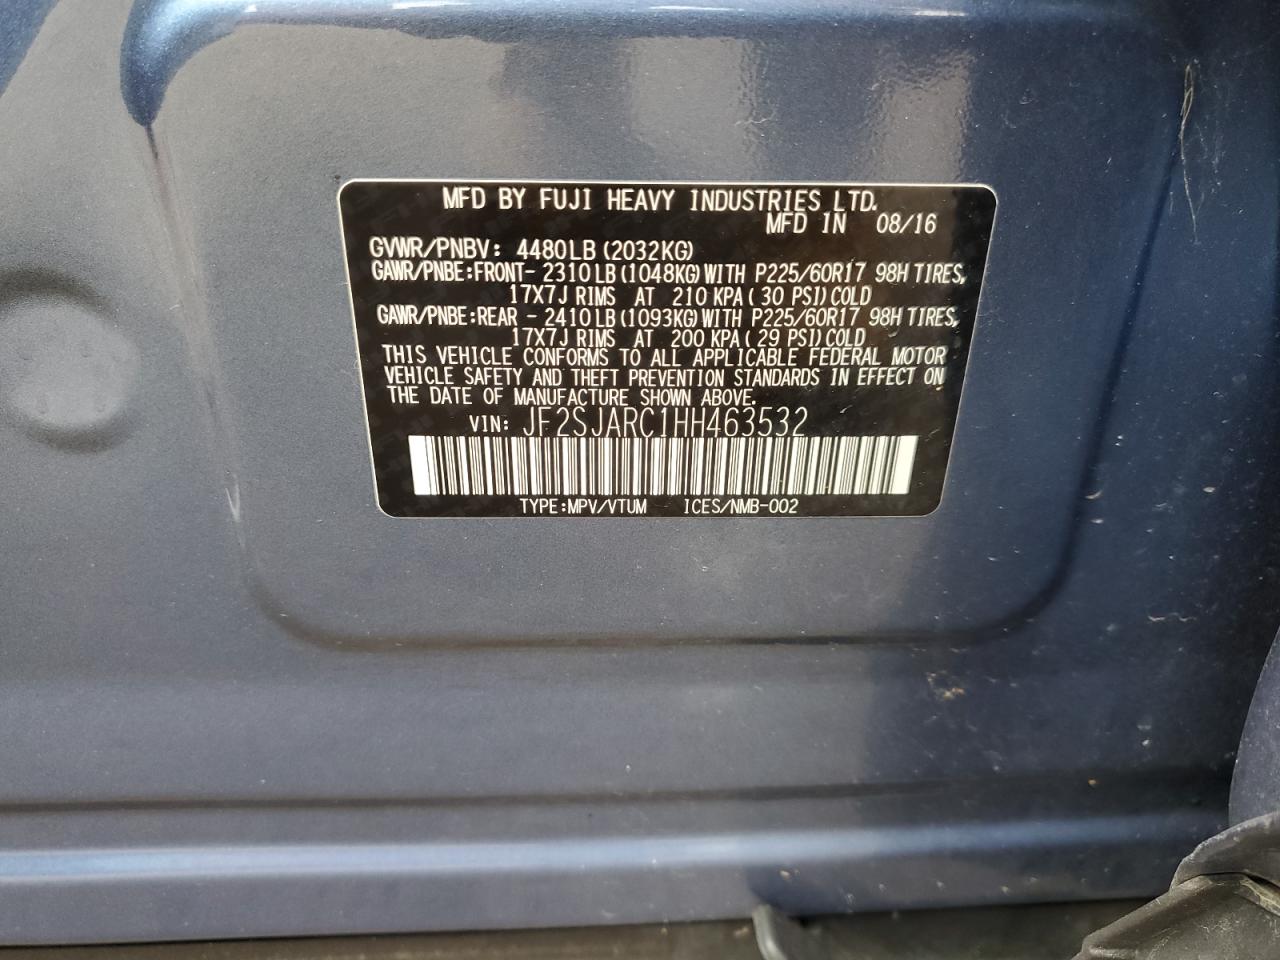 MFD BY FUJI HEAVY INDUSTRIES LTD.
MFD IN 08/16
GVWR/PNBV: 4480LB(2032KG)
GAWR/PNBE:FRONT- 2310LB(1048KG)WITH P225/60R17 98H TIRES,
17X7J RIMS AT 210 KPA(30 PSI)COLD
GAWR/PNBE:REAR - 2410LB(1093KG)WITH P225/60R17 98H TIRES,
17X7J RIMS AT 200 KPA(29 PSI)COLD
THIS VEHICLE CONFORMS TO ALL APPLICABLE FEDERAL MOTOR
VEHICLE SAFETY AND THEFT PREVENTION STANDARDS IN EFFECT ON
THE DATE OF MANUFACTURE SHOWN ABOVE.
VIN: JF2SJARC1HH463532
TYPE:MPV/VTUM ICES/NMB-002